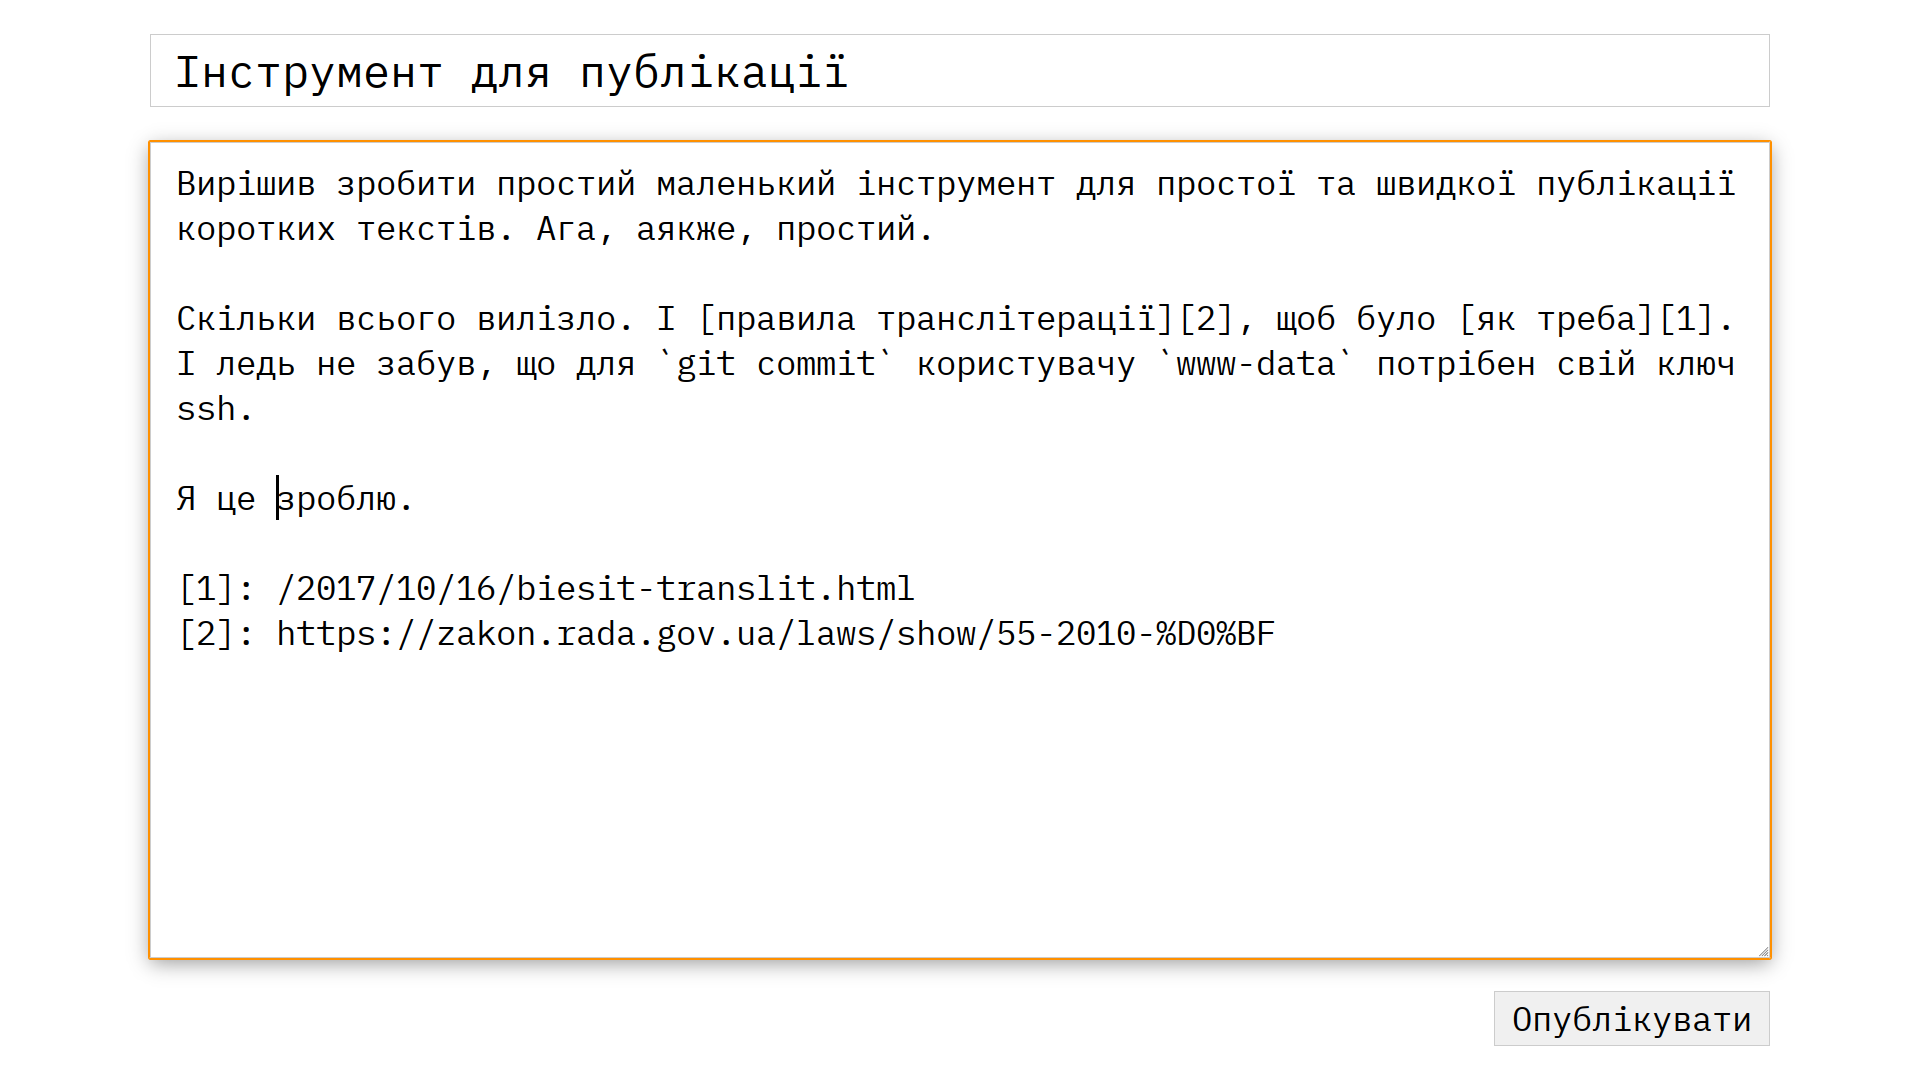 Інструмент для публікації
Вирішив зробити простий маленький інструмент для простої та швидкої публікації
коротких текстів. Ага, аякже, простий.
Скільки всього вилізло. І [правила транслітерації][2], щоб було [як треба][1].
І ледь не забув, що для `git commit` користувачу `www-data` потрібен свій ключ
ssh.
Я це зроблю.
[1]: /2017/10/16/biesit-translit.html
[2]: https://zakon.rada.gov.ua/laws/show/55-2010-%D0%BF
Опублікувати